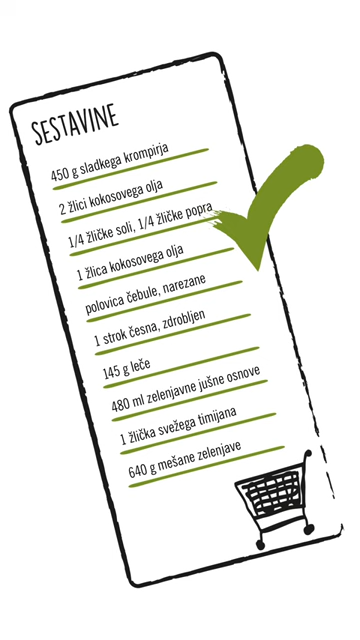 SESTAVINE
450 g sladkega krompirja
2 žlici kokosovega olja
1/4 žličke soli, 1/4 žličke popra
1 žlica kokosovega olja
polovica čebule, narezane
1 strok česna, zdrobljen
145 g leče
480 ml zelenjavne jušne osnove
1 žlička svežega timijana
640 g mešane zelenjave